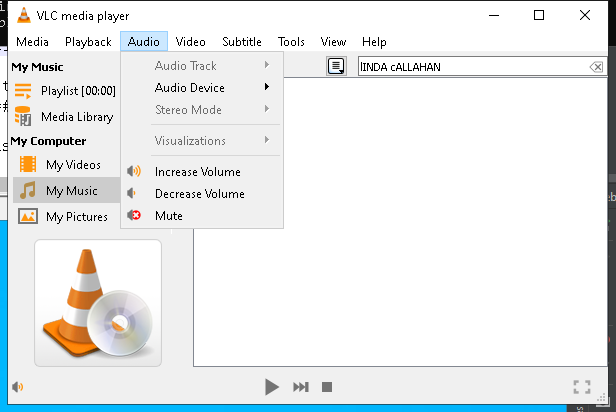 VLC media player
Media Playback Audio Video Subtitle Tools View Help
My Music
Playlist [00:00]
Media Library
My Computer
My Videos
My Music
My Pictures
Audio Track
Audio Device
Stereo Mode
Visualizations
Increase Volume
Decrease Volume
Mute
lINDA cALLAHAN